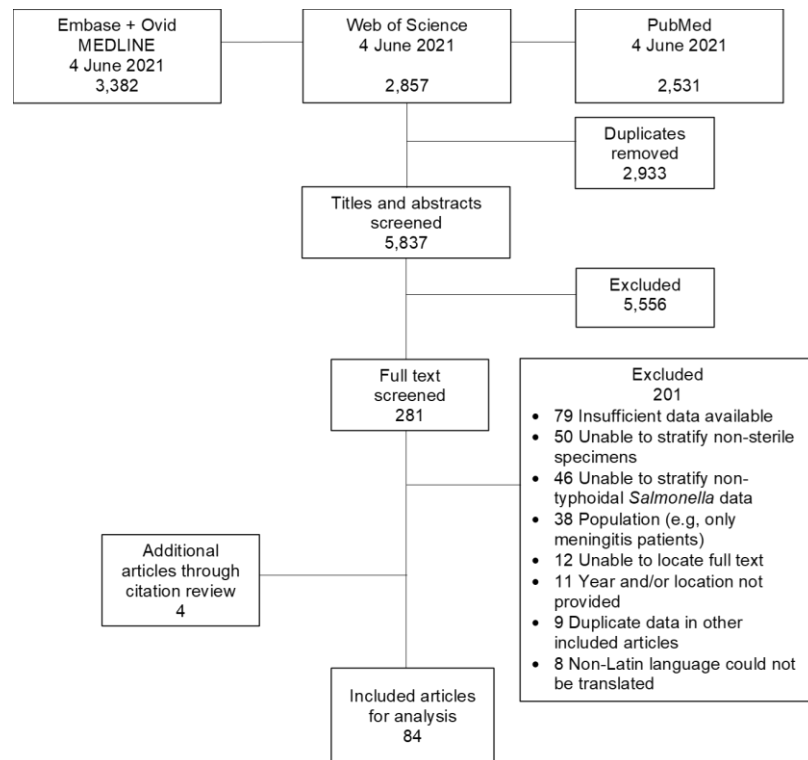 Embase + Ovid
MEDLINE
4 June 2021
3,382
Web of Science
4 June 2021
2,857
PubMed
4 June 2021
2,531
Duplicates
removed
2,933
Titles and abstracts
screened
5,837
Excluded
5,556
Full text
screened
281
Excluded
201
• 79 Insufficient data available
• 50 Unable to stratify non-sterile
specimens
• 46 Unable to stratify non-
typhoidal Salmonella data
• 38 Population (e.g, only
meningitis patients)
• 12 Unable to locate full text
• 11 Year and/or location not
provided
• 9 Duplicate data in other
included articles
• 8 Non-Latin language could not
be translated
Additional
articles through
citation review
4
Included articles
for analysis
84